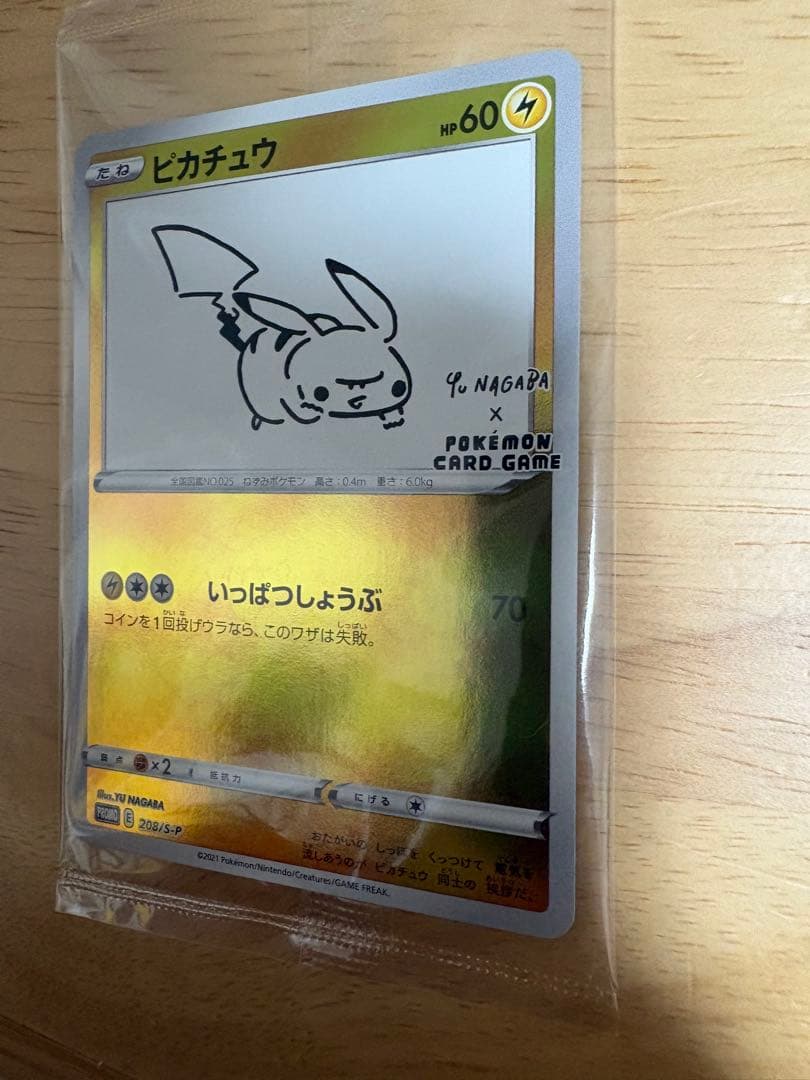 たね ピカチュウ HP60
Yu NAGABA
×
POKÉMON
CARD GAME
全国図鑑NO.025 ねずみポケモン 高さ:0.4m 重さ:6.0kg
いっぱつしょうぶ 70
コインを1回投げウラなら、このワザは失敗。
弱点 ×2 抵抗力 にげる
illus.YU NAGABA
PROMO E 208/S-P
おたがいの しっぽを くっつけて 電気を
流しあうのが ピカチュウ 同士の 挨拶だ。
©2021 Pokémon/Nintendo/Creatures/GAME FREAK.